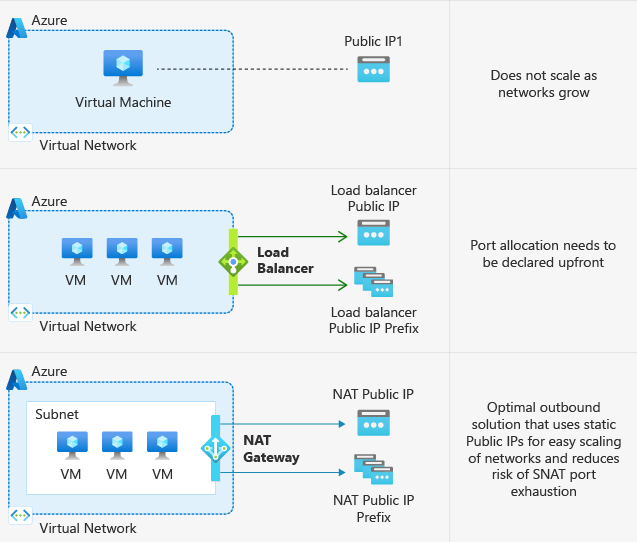 Azure
Public IP1
Virtual Machine
Virtual Network
Does not scale as
networks grow
Azure
VM
VM
VM
Load
Balancer
Load balancer
Public IP
Load balancer
Public IP Prefix
Virtual Network
Port allocation needs to
be declared upfront
Azure
Subnet
VM
VM
VM
NAT
Gateway
NAT Public IP
NAT Public IP
Prefix
Virtual Network
Optimal outbound
solution that uses static
Public IPs for easy scaling
of networks and reduces
risk of SNAT port
exhaustion